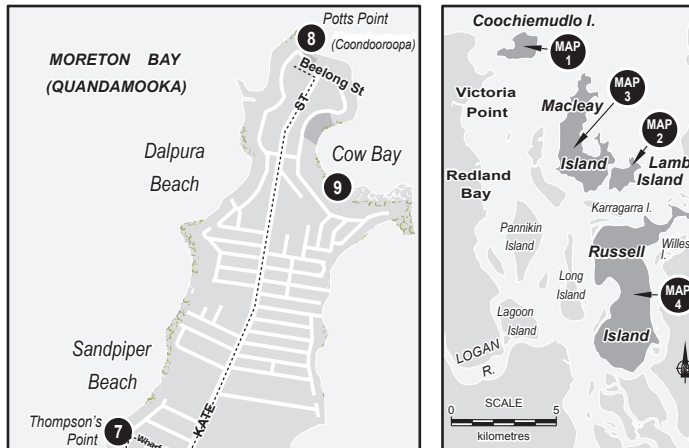 8
Potts Point
(Coondooroopa)
MORETON BAY
(QUANDAMOOKA)
Beelong St
ST
Dalpura
Beach
Cow Bay
9
Sandpiper
Beach
KATE
Thompson's
Point
7
Wharf
Coochiemudlo I.
MAP
1
Victoria
Point
Macleay
Island
MAP
3
MAP
2
Lamb
Island
Redland
Bay
Karragarra I.
Pannikin
Island
Russell
Island
Willes
I.
Long
Island
MAP
4
Lagoon
Island
LOGAN
R.
SCALE
0 5
kilometres